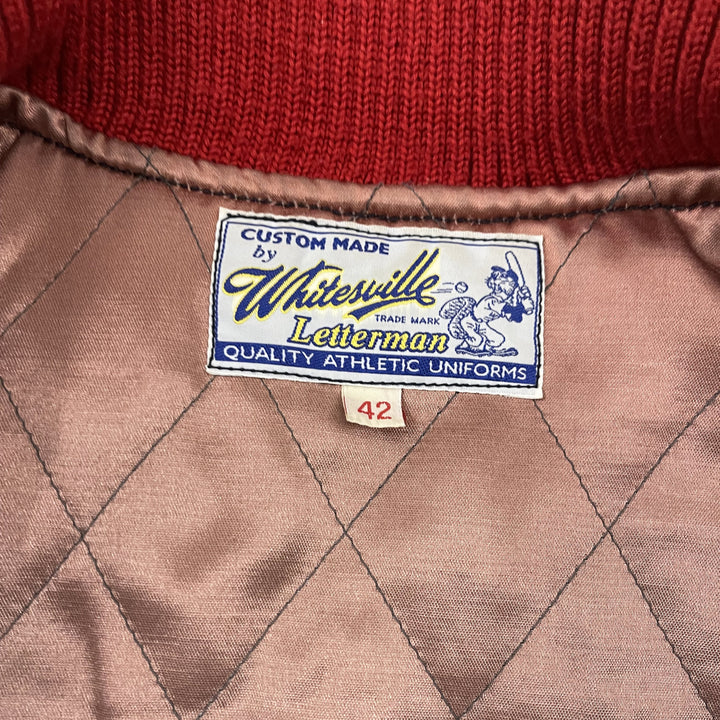 CUSTOM MADE
by
Whitesville
TRADE MARK
Letterman
QUALITY ATHLETIC UNIFORMS
42